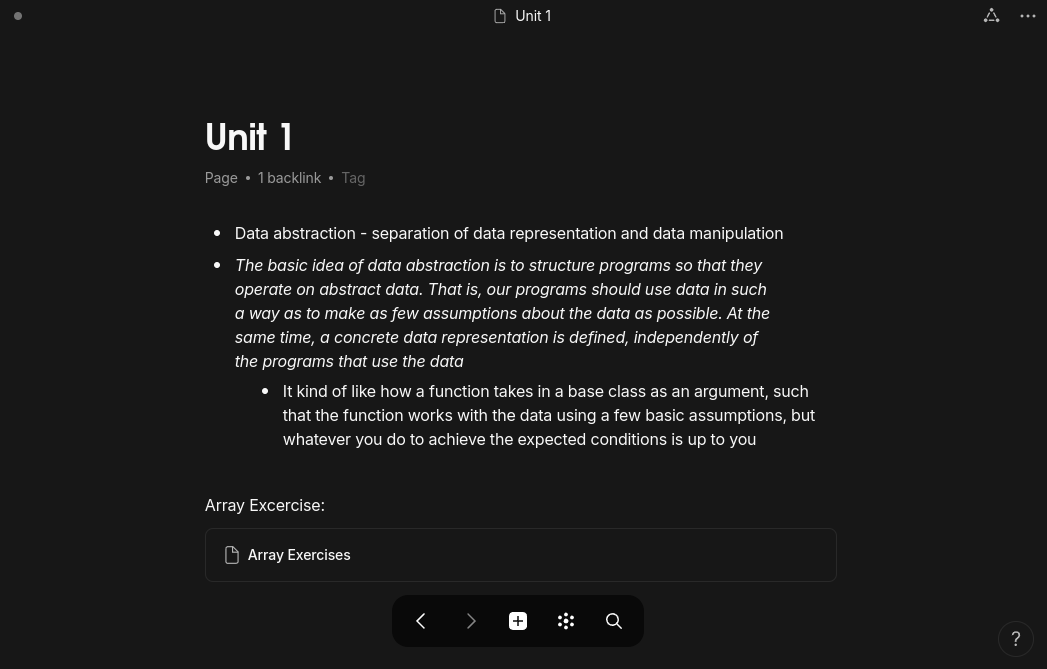 Unit 1
Unit 1
Page • 1 backlink • Tag
• Data abstraction - separation of data representation and data manipulation
• The basic idea of data abstraction is to structure programs so that they
operate on abstract data. That is, our programs should use data in such
a way as to make as few assumptions about the data as possible. At the
same time, a concrete data representation is defined, independently of
the programs that use the data
• It kind of like how a function takes in a base class as an argument, such
that the function works with the data using a few basic assumptions, but
whatever you do to achieve the expected conditions is up to you
Array Excercise:
Array Exercises
?